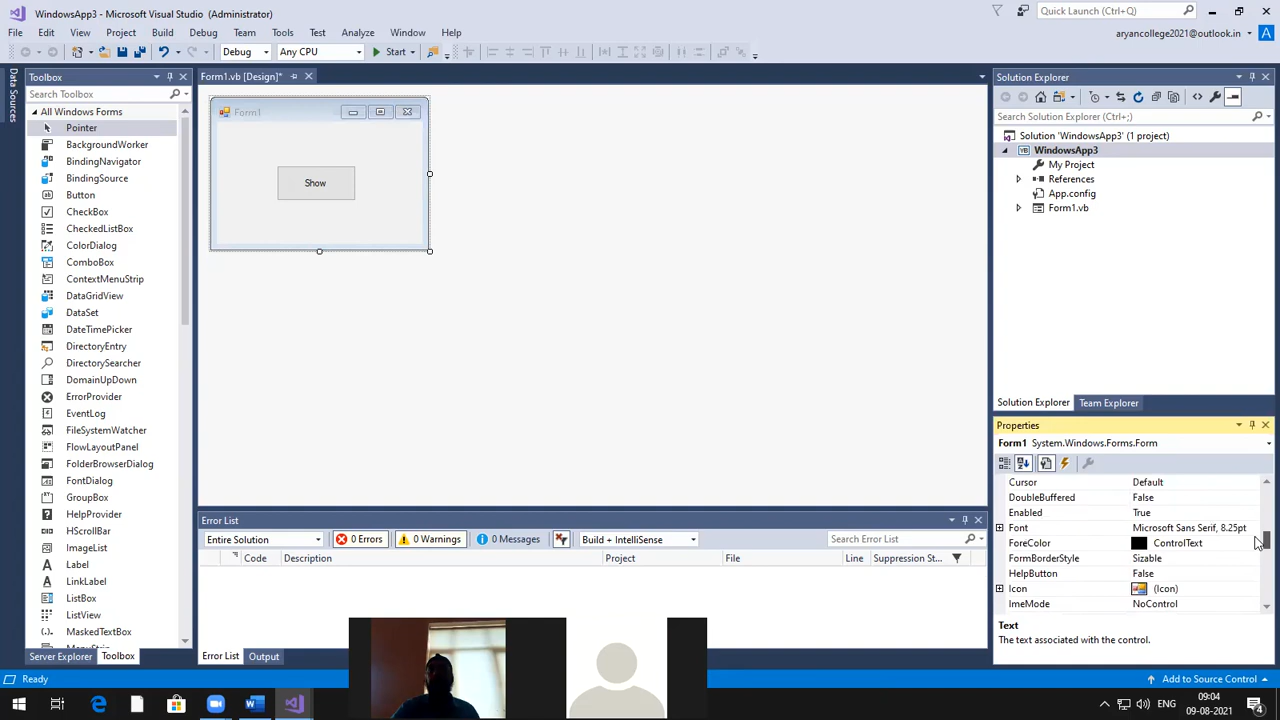 WindowsApp3 - Microsoft Visual Studio (Administrator)
Quick Launch (Ctrl+Q)
File Edit View Project Build Debug Team Tools Test Analyze Window Help
aryancollege2021@outlook.in A
Debug Any CPU Start
Data Sources
Toolbox
Search Toolbox
All Windows Forms
Pointer
BackgroundWorker
BindingNavigator
BindingSource
Button
CheckBox
CheckedListBox
ColorDialog
ComboBox
ContextMenuStrip
DataGridView
DataSet
DateTimePicker
DirectoryEntry
DirectorySearcher
DomainUpDown
ErrorProvider
EventLog
FileSystemWatcher
FlowLayoutPanel
FolderBrowserDialog
FontDialog
GroupBox
HelpProvider
HScrollBar
ImageList
Label
LinkLabel
ListBox
ListView
MaskedTextBox
Server Explorer Toolbox
Form1.vb [Design]*
Form1
Show
Error List
Entire Solution 0 Errors 0 Warnings 0 Messages Build + IntelliSense Search Error List
Code Description Project File Line Suppression St...
Error List Output
Solution Explorer
Search Solution Explorer (Ctrl+;)
Solution 'WindowsApp3' (1 project)
WindowsApp3
My Project
References
App.config
Form1.vb
Solution Explorer Team Explorer
Properties
Form1 System.Windows.Forms.Form
Cursor Default
DoubleBuffered False
Enabled True
Font Microsoft Sans Serif, 8.25pt
ForeColor ControlText
FormBorderStyle Sizable
HelpButton False
Icon (Icon)
ImeMode NoControl
Text
The text associated with the control.
Ready
Add to Source Control
09:04
09-08-2021
4